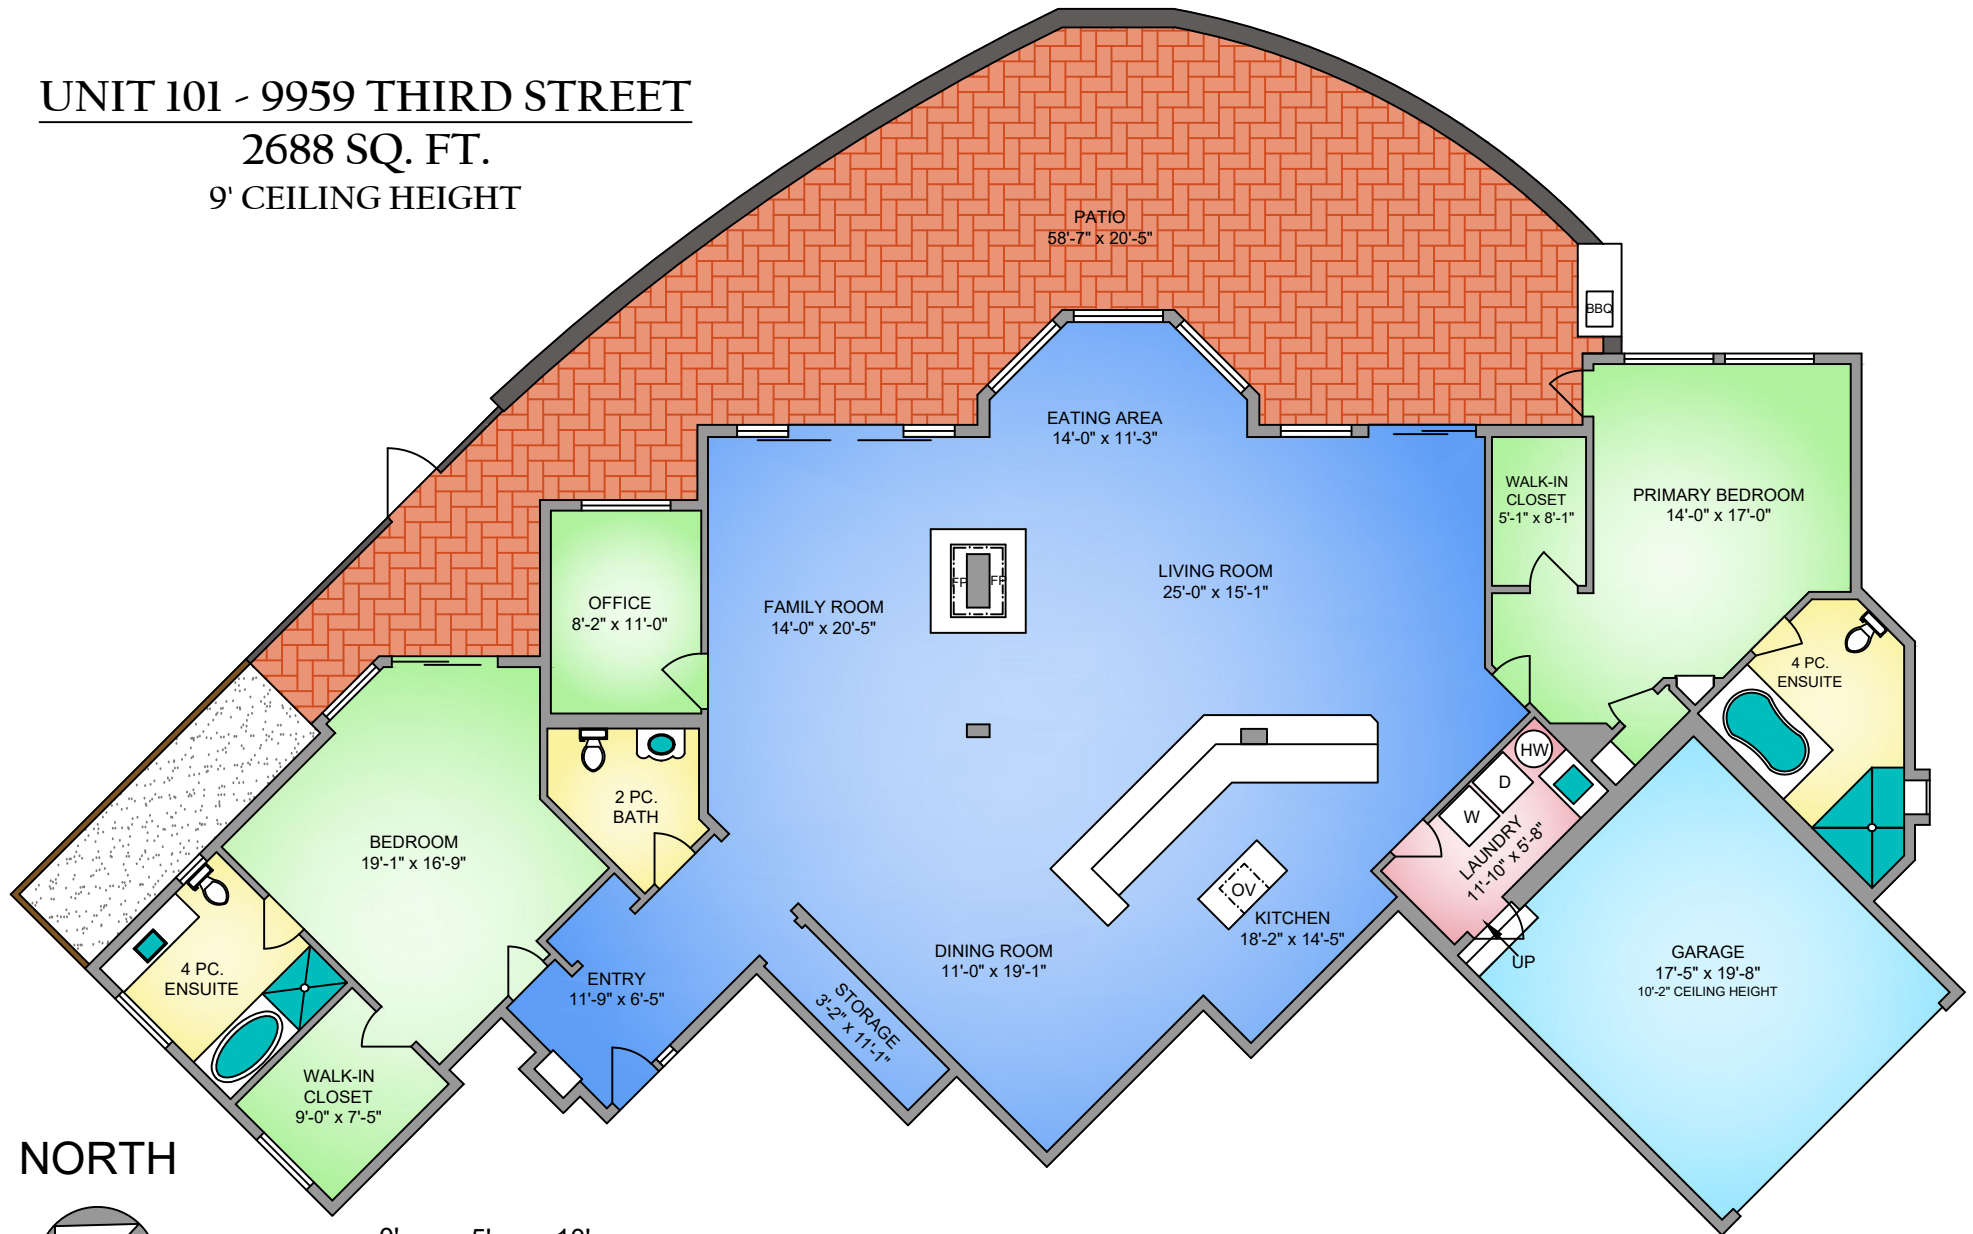 UNIT 101 - 9959 THIRD STREET
2688 SQ. FT.
9' CEILING HEIGHT
PATIO
58'-7" x 20'-5"
BBQ
EATING AREA
14'-0" x 11'-3"
WALK-IN
CLOSET
5'-1" x 8'-1"
PRIMARY BEDROOM
14'-0" x 17'-0"
OFFICE
8'-2" x 11'-0"
FAMILY ROOM
14'-0" x 20'-5"
FP
FP
LIVING ROOM
25'-0" x 15'-1"
4 PC.
ENSUITE
2 PC.
BATH
HW
D
W
LAUNDRY
11'-10" x 5'-8"
BEDROOM
19'-1" x 16'-9"
OV
KITCHEN
18'-2" x 14'-5"
DINING ROOM
11'-0" x 19'-1"
UP
GARAGE
17'-5" x 19'-8"
10'-2" CEILING HEIGHT
4 PC.
ENSUITE
ENTRY
11'-9" x 6'-5"
STORAGE
3'-2" x 11'-1"
WALK-IN
CLOSET
9'-0" x 7'-5"
NORTH
0' 5' 10'